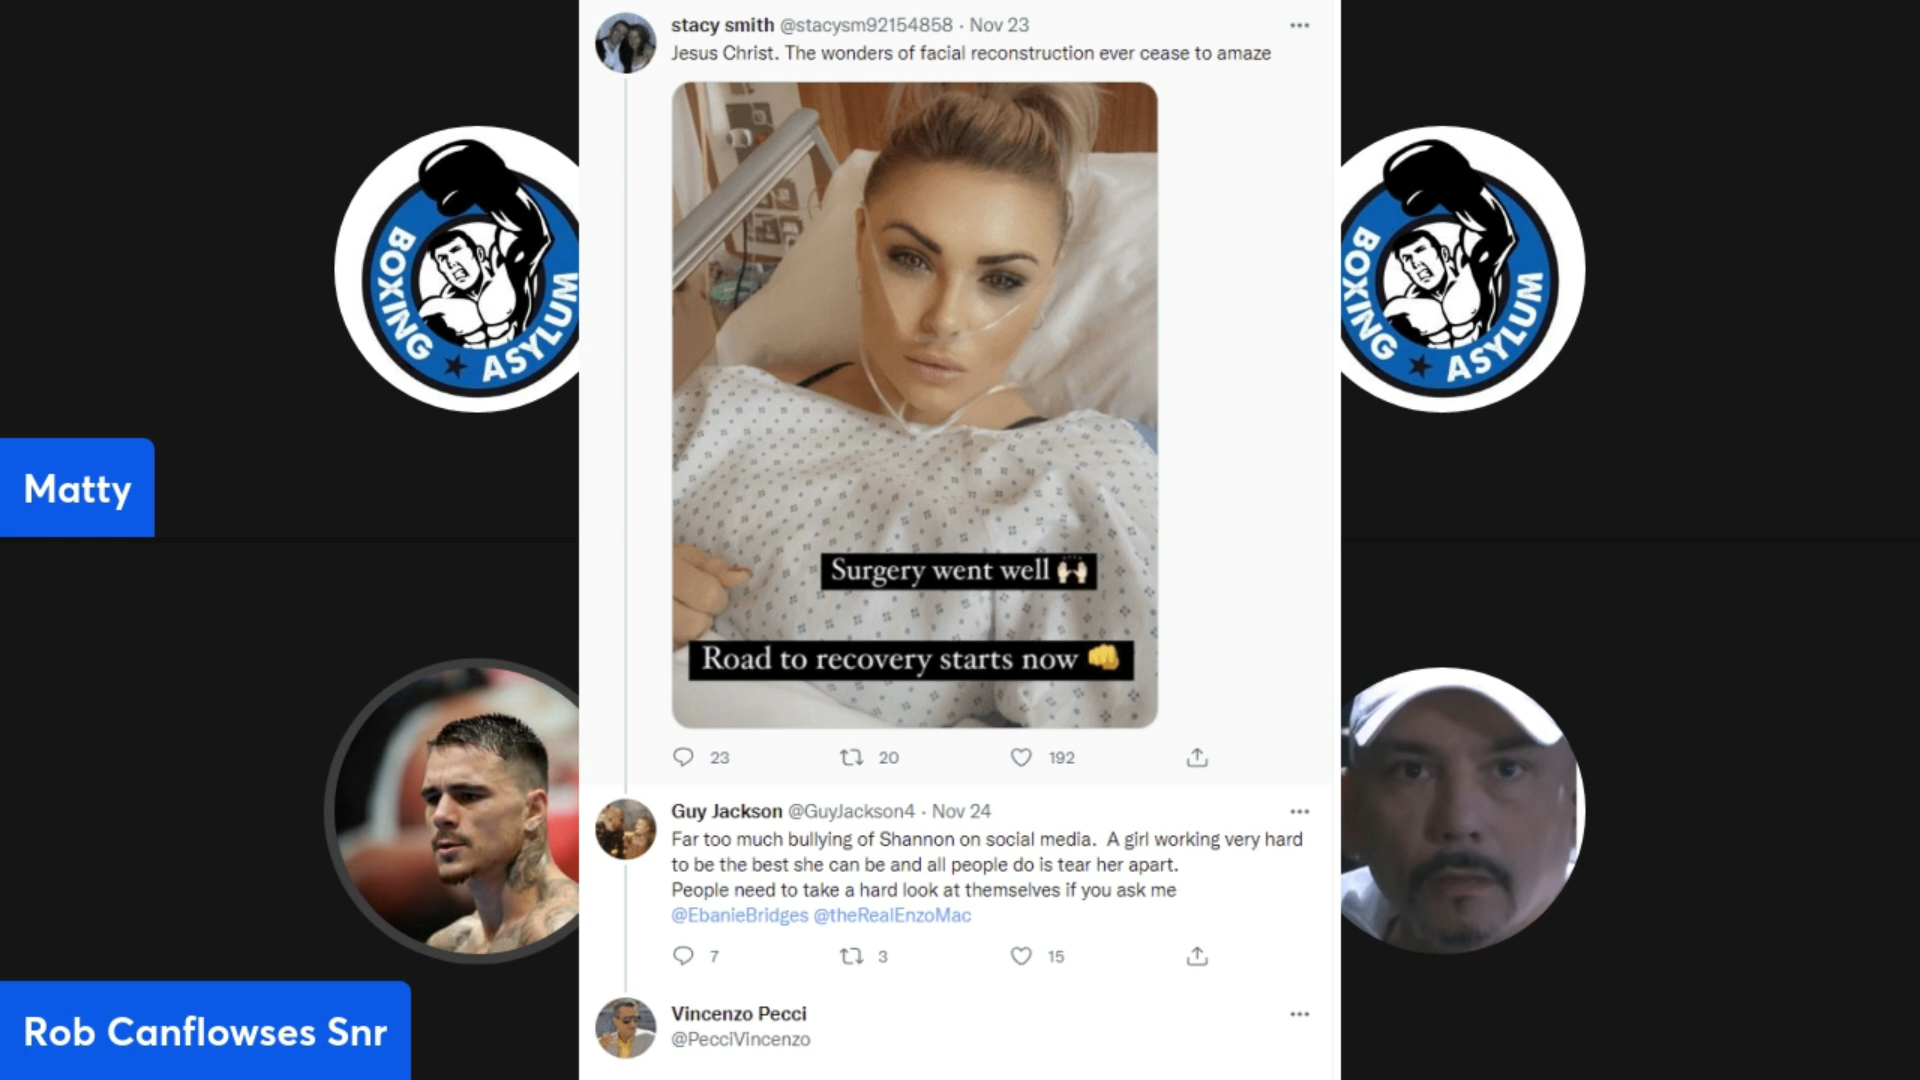 stacy smith @stacysm92154858 · Nov 23
Jesus Christ. The wonders of facial reconstruction ever cease to amaze
BOXING ★ ASYLUM
BOXING ★ ASYLUM
Matty
Surgery went well 🙌🏻
Road to recovery starts now 👊
23 20 192
Guy Jackson @GuyJackson4 · Nov 24
Far too much bullying of Shannon on social media. A girl working very hard
to be the best she can be and all people do is tear her apart.
People need to take a hard look at themselves if you ask me
@EbanieBridges @theRealEnzoMac
7 3 15
Vincenzo Pecci
@PecciVincenzo
Rob Canflowses Snr